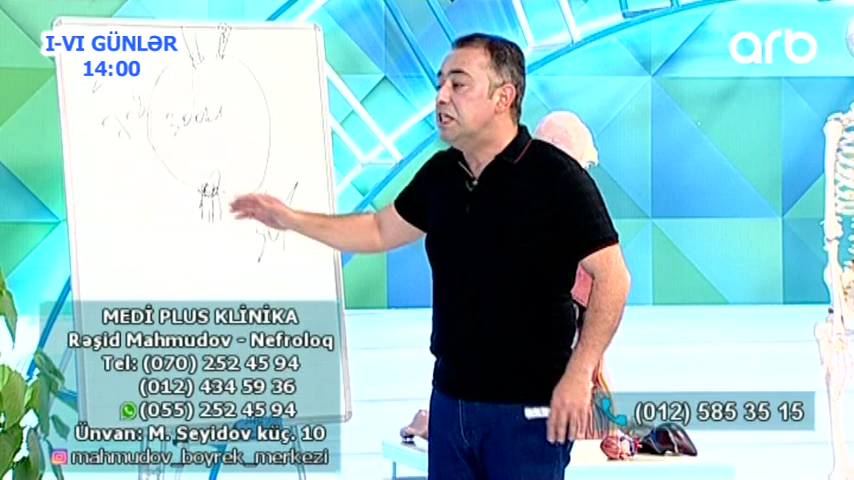 I-VI GÜNLƏR
14:00
arb
300
MEDİ PLUS KLİNİKA
Rəşid Mahmudov - Nefroloq
Tel: (070) 252 45 94
(012) 434 59 36
(055) 252 45 94
Ünvan: M. Seyidov küç. 10
mahmudov_boyrek_merkezi
(012) 585 35 15